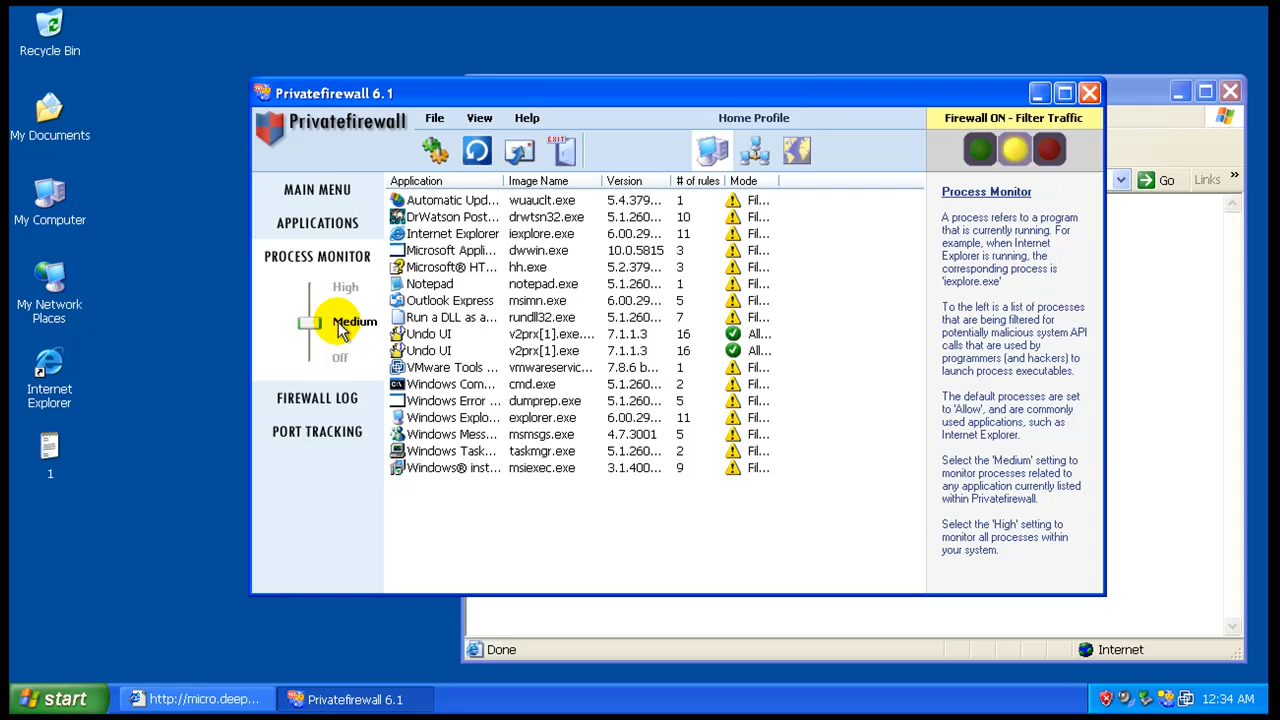 Recycle Bin
My Documents
My Computer
My Network
Places
Internet
Explorer
1
Privatefirewall 6.1
Privatefirewall
File View Help
Home Profile
Firewall ON - Filter Traffic
EXIT
Go
Links »
MAIN MENU
APPLICATIONS
PROCESS MONITOR
High
Medium
Off
FIREWALL LOG
PORT TRACKING
Application Image Name Version # of rules Mode
Automatic Upd... wuauclt.exe 5.4.379... 1 Fil...
DrWatson Post... drwtsn32.exe 5.1.260... 10 Fil...
Internet Explorer iexplore.exe 6.00.29... 11 Fil...
Microsoft Appli... dwwin.exe 10.0.5815 3 Fil...
Microsoft® HT... hh.exe 5.2.379... 3 Fil...
Notepad notepad.exe 5.1.260... 1 Fil...
Outlook Express msimn.exe 6.00.29... 5 Fil...
Run a DLL as a... rundll32.exe 5.1.260... 7 Fil...
Undo UI v2prx[1].exe.... 7.1.1.3 16 All...
Undo UI v2prx[1].exe 7.1.1.3 16 All...
VMware Tools ... vmwareservic... 7.8.6 b... 1 Fil...
Windows Com... cmd.exe 5.1.260... 2 Fil...
Windows Error ... dumprep.exe 5.1.260... 5 Fil...
Windows Explo... explorer.exe 6.00.29... 11 Fil...
Windows Mess... msmsgs.exe 4.7.3001 5 Fil...
Windows Task... taskmgr.exe 5.1.260... 2 Fil...
Windows® inst... msiexec.exe 3.1.400... 9 Fil...
Process Monitor
A process refers to a program
that is currently running. For
example, when Internet
Explorer is running, the
corresponding process is
'iexplore.exe'
To the left is a list of processes
that are being filtered for
potentially malicious system API
calls that are used by
programmers (and hackers) to
launch process executables.
The default processes are set
to 'Allow', and are commonly
used applications, such as
Internet Explorer.
Select the 'Medium' setting to
monitor processes related to
any application currently listed
within Privatefirewall.
Select the 'High' setting to
monitor all processes within
your system.
Done
Internet
start
http://micro.deep...
Privatefirewall 6.1
12:34 AM